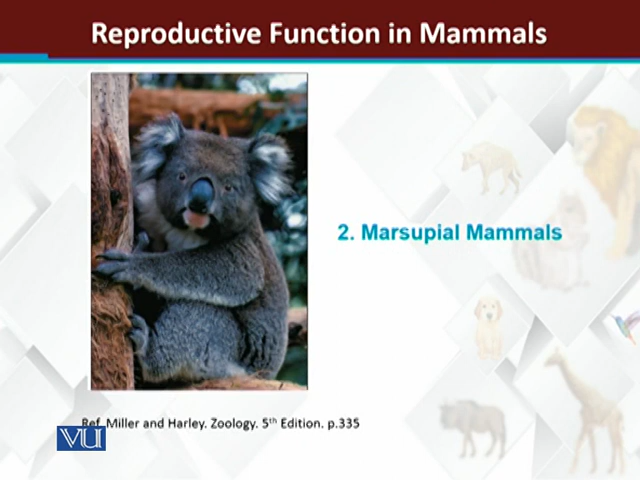 Reproductive Function in Mammals
2. Marsupial Mammals
Ref. Miller and Harley. Zoology. 5th Edition. p.335
VU